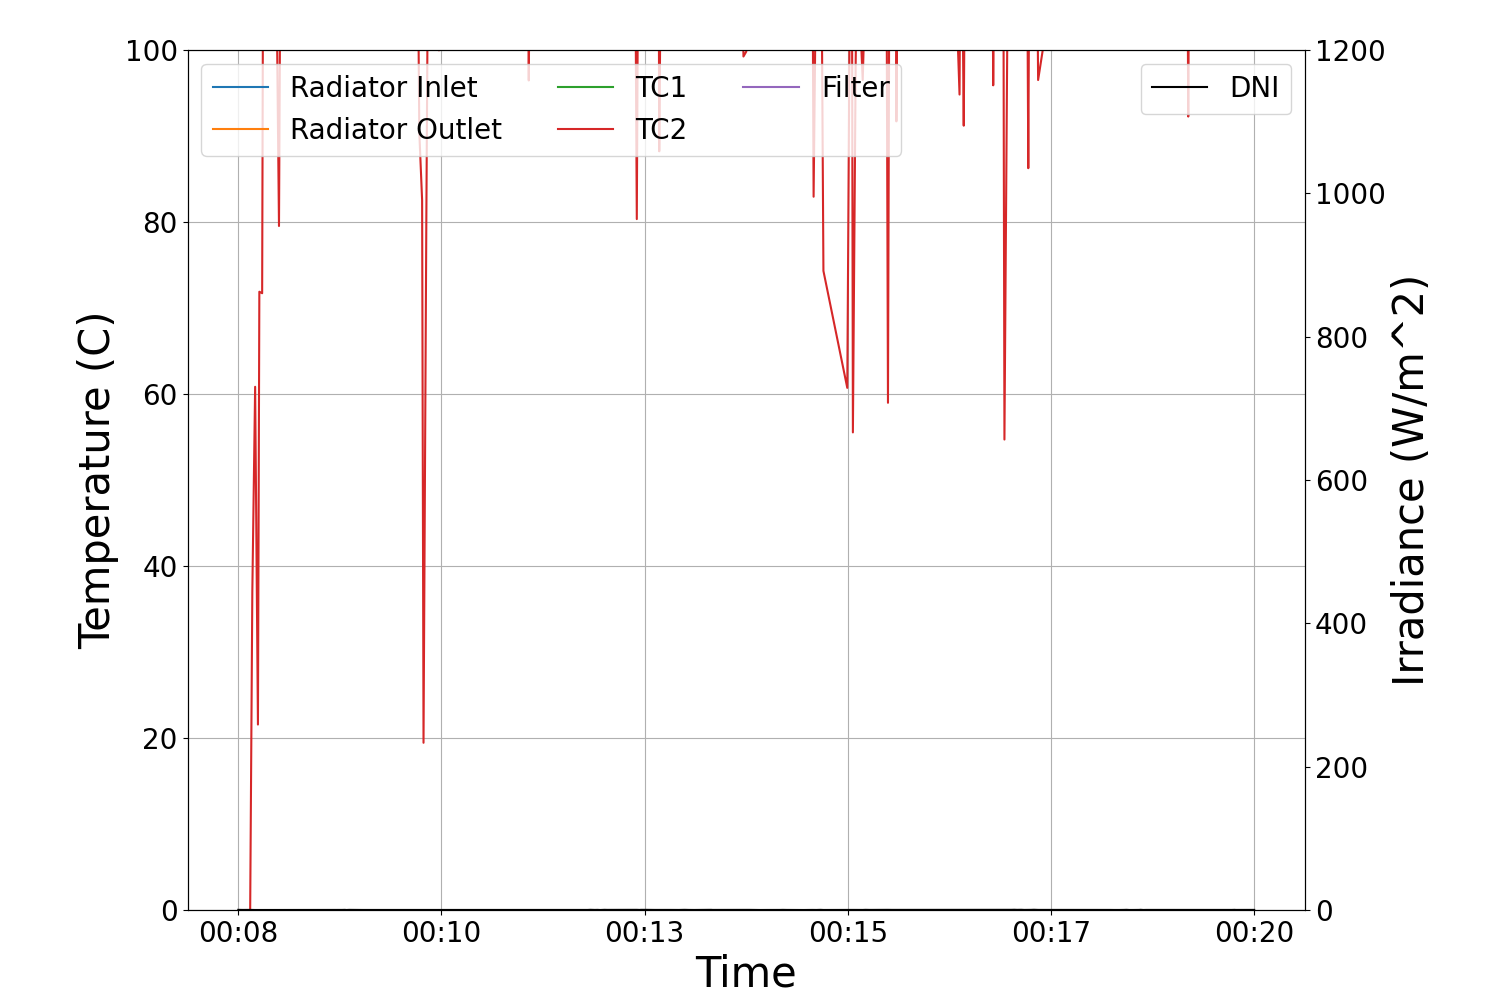 100
80
60
40
20
0
Temperature (C)
Radiator Inlet
Radiator Outlet
TC1
TC2
Filter
DNI
1200
1000
800
600
400
200
0
Irradiance (W/m^2)
00:08 00:10 00:13 00:15 00:17 00:20
Time